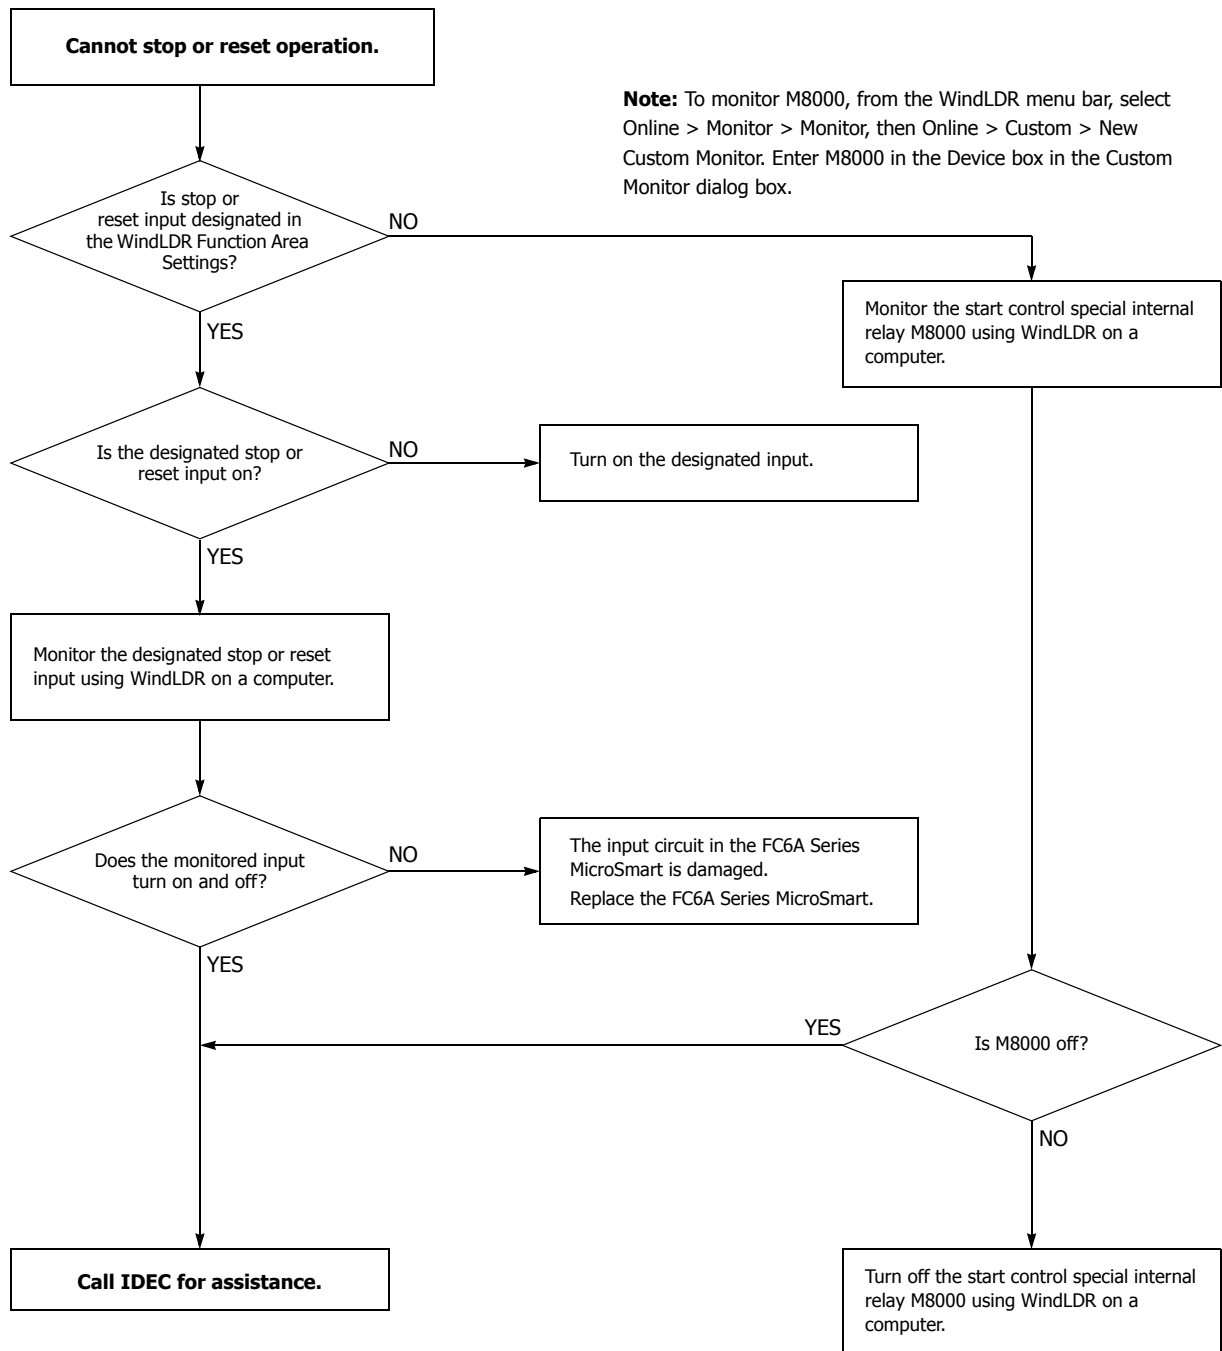 Cannot stop or reset operation.
Note: To monitor M8000, from the WindLDR menu bar, select
Online > Monitor > Monitor, then Online > Custom > New
Custom Monitor. Enter M8000 in the Device box in the Custom
Monitor dialog box.
Is stop or
reset input designated in
the WindLDR Function Area
Settings?
NO
YES
Monitor the start control special internal
relay M8000 using WindLDR on a
computer.
Is the designated stop or
reset input on?
NO
Turn on the designated input.
YES
Monitor the designated stop or reset
input using WindLDR on a computer.
Does the monitored input
turn on and off?
NO
The input circuit in the FC6A Series
MicroSmart is damaged.
Replace the FC6A Series MicroSmart.
YES
YES
Is M8000 off?
NO
Call IDEC for assistance.
Turn off the start control special internal
relay M8000 using WindLDR on a
computer.